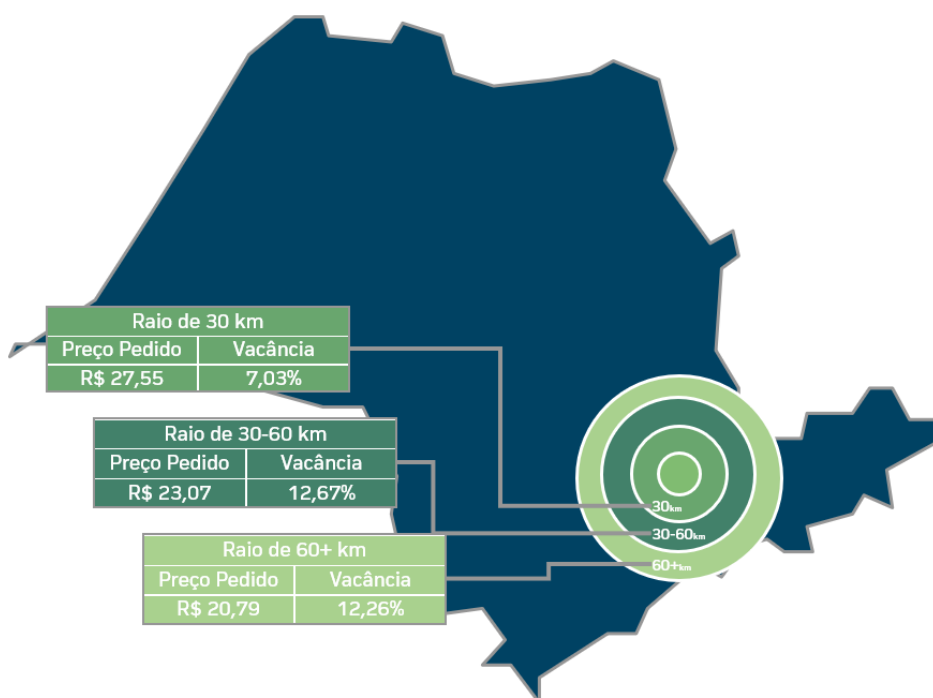 Raio de 30 km
Preço Pedido Vacância
R$ 27,55 7,03%
Raio de 30-60 km
Preço Pedido Vacância
R$ 23,07 12,67%
Raio de 60+ km
Preço Pedido Vacância
R$ 20,79 12,26%
30km
30-60km
60+km